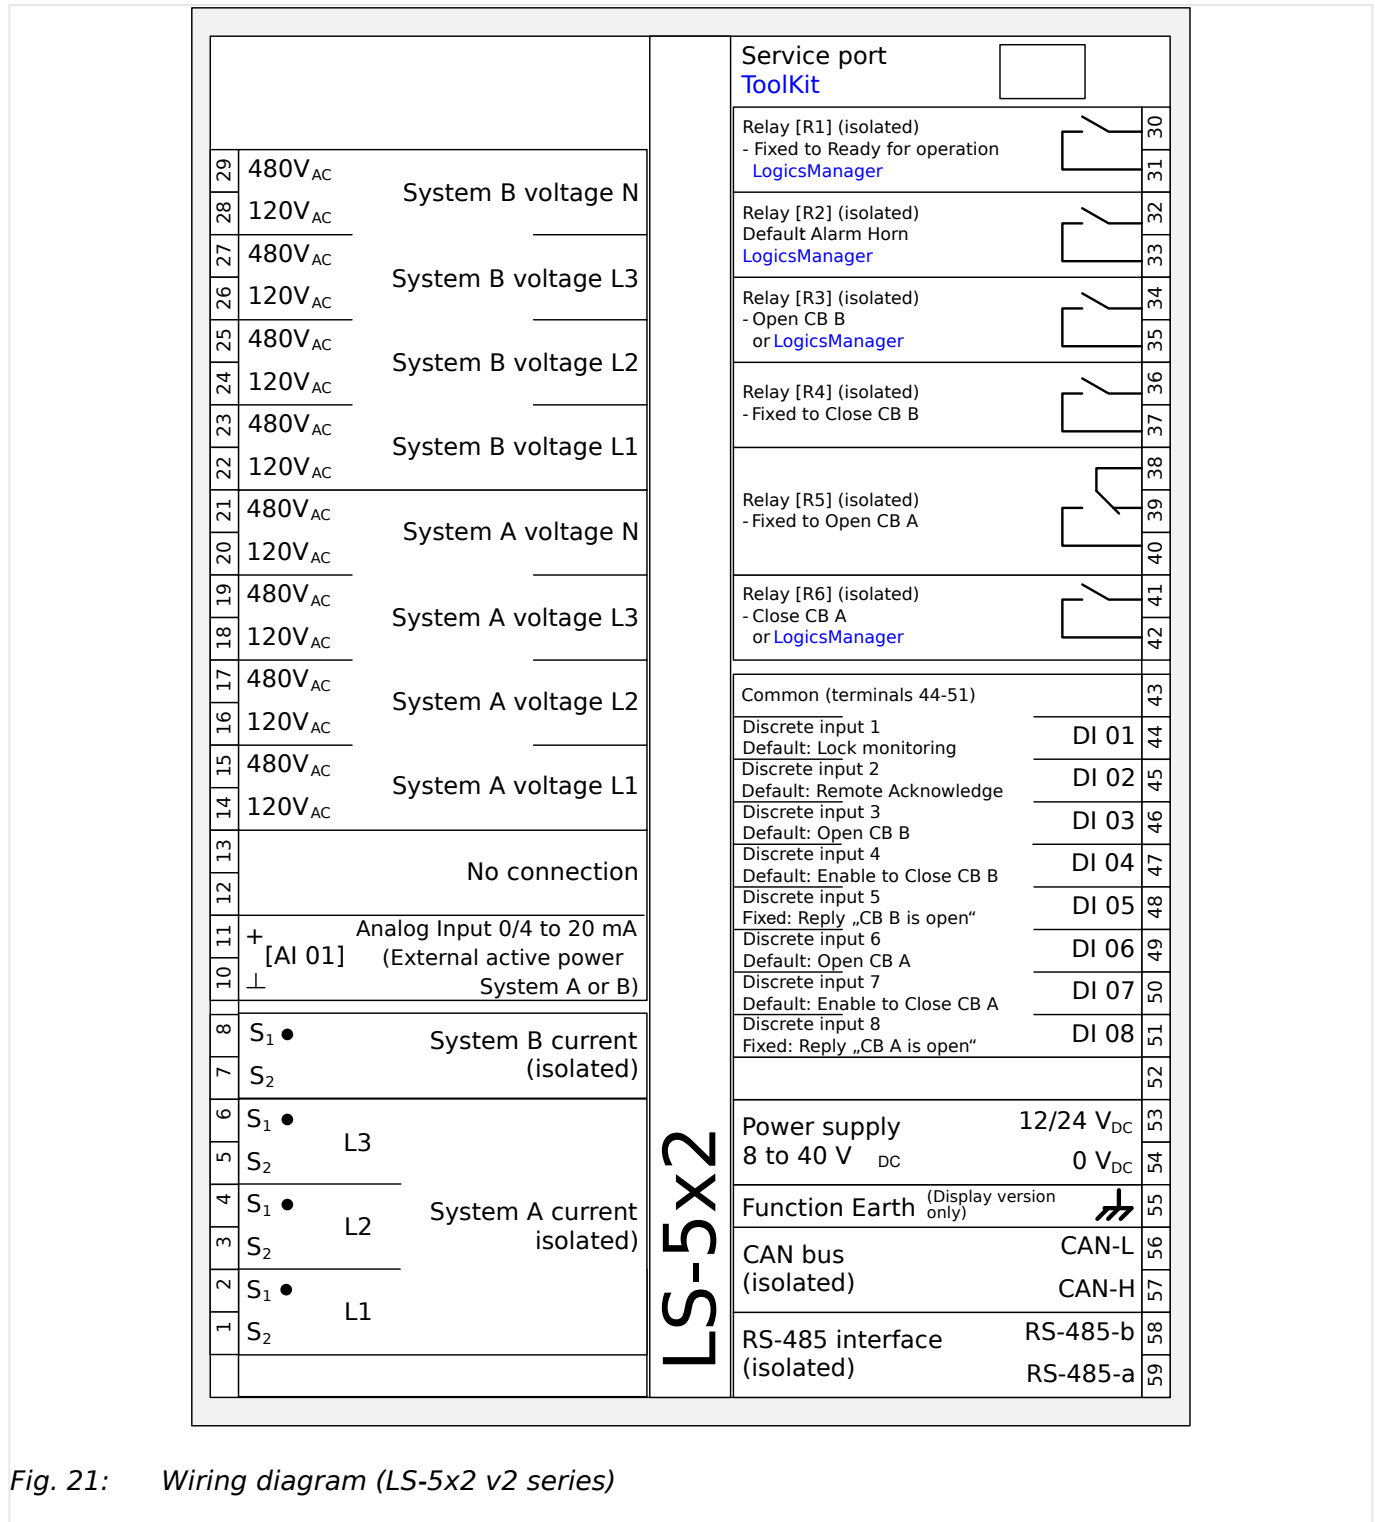 29
480VAC
28
120VAC
System B voltage N
27
480VAC
26
120VAC
System B voltage L3
25
480VAC
24
120VAC
System B voltage L2
23
480VAC
22
120VAC
System B voltage L1
21
480VAC
20
120VAC
System A voltage N
19
480VAC
18
120VAC
System A voltage L3
17
480VAC
16
120VAC
System A voltage L2
15
480VAC
14
120VAC
System A voltage L1
13
12
No connection
11
+
10
⊥
[AI 01]
Analog Input 0/4 to 20 mA
(External active power
System A or B)
8
S1
7
S2
System B current
(isolated)
6
S1
5
S2
L3
4
S1
3
S2
L2
System A current
isolated)
2
S1
1
S2
L1
LS-5x2
Service port
ToolKit
Relay [R1] (isolated)
- Fixed to Ready for operation
LogicsManager
30
31
Relay [R2] (isolated)
Default Alarm Horn
LogicsManager
32
33
Relay [R3] (isolated)
- Open CB B
or LogicsManager
34
35
Relay [R4] (isolated)
- Fixed to Close CB B
36
37
Relay [R5] (isolated)
- Fixed to Open CB A
38
39
40
Relay [R6] (isolated)
- Close CB A
or LogicsManager
41
42
Common (terminals 44-51)
43
Discrete input 1
Default: Lock monitoring
DI 01
44
Discrete input 2
Default: Remote Acknowledge
DI 02
45
Discrete input 3
Default: Open CB B
DI 03
46
Discrete input 4
Default: Enable to Close CB B
DI 04
47
Discrete input 5
Fixed: Reply „CB B is open“
DI 05
48
Discrete input 6
Default: Open CB A
DI 06
49
Discrete input 7
Default: Enable to Close CB A
DI 07
50
Discrete input 8
Fixed: Reply „CB A is open“
DI 08
51
52
Power supply
8 to 40 V DC
12/24 VDC
53
0 VDC
54
Function Earth (Display version
only)
55
CAN bus
(isolated)
CAN-L
56
CAN-H
57
RS-485 interface
(isolated)
RS-485-b
58
RS-485-a
59
Fig. 21: Wiring diagram (LS-5x2 v2 series)